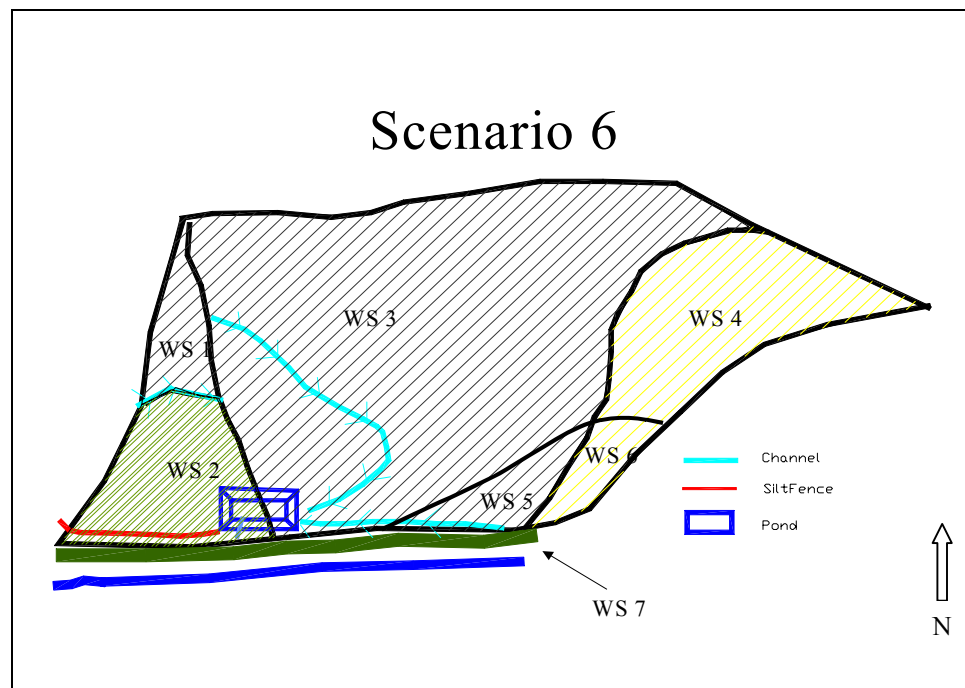 Scenario 6
WS 3
WS 4
WS 1
WS 2
WS 6
WS 5
Channel
SiltFence
Pond
WS 7
N